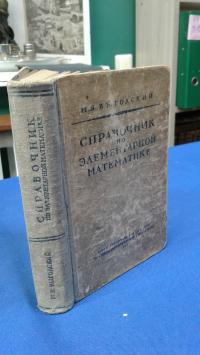 М. Я. ВЫГОДСКИЙ
СПРАВОЧНИК
ПО
ЭЛЕМЕНТАРНОЙ
МАТЕМАТИКЕ
СПРАВОЧНИК
ПО ЭЛЕМЕНТАРНОЙ МАТЕМАТИКЕ
М. Я. ВЫГОДСКИЙ